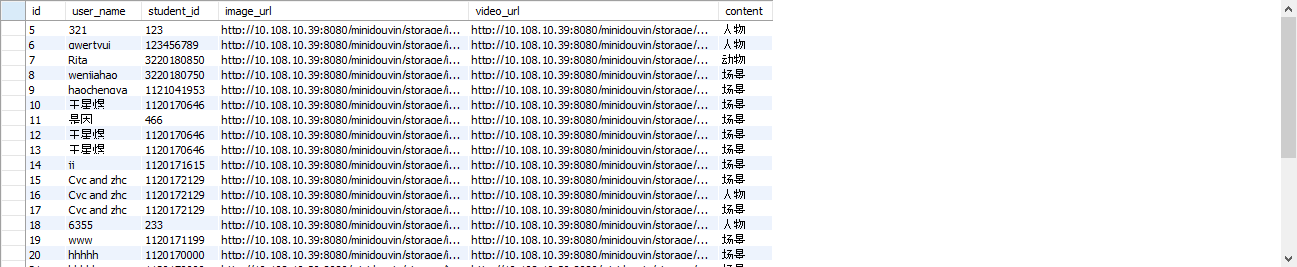 id user_name student_id image_url video_url content
5 321 123 http://10.108.10.39:8080/minidouyin/storage/i... http://10.108.10.39:8080/minidouyin/storage/... 人物
6 qwertyui 123456789 http://10.108.10.39:8080/minidouyin/storage/i... http://10.108.10.39:8080/minidouyin/storage/... 人物
7 Rita 3220180850 http://10.108.10.39:8080/minidouyin/storage/i... http://10.108.10.39:8080/minidouyin/storage/... 动物
8 wenjiahao 3220180750 http://10.108.10.39:8080/minidouyin/storage/i... http://10.108.10.39:8080/minidouyin/storage/... 场景
9 haochengya 1121041953 http://10.108.10.39:8080/minidouyin/storage/i... http://10.108.10.39:8080/minidouyin/storage/... 场景
10 王星煜 1120170646 http://10.108.10.39:8080/minidouyin/storage/i... http://10.108.10.39:8080/minidouyin/storage/... 场景
11 466 http://10.108.10.39:8080/minidouyin/storage/i... http://10.108.10.39:8080/minidouyin/storage/... 场景
12 王星煜 1120170646 http://10.108.10.39:8080/minidouyin/storage/i... http://10.108.10.39:8080/minidouyin/storage/... 场景
13 王星煜 1120170646 http://10.108.10.39:8080/minidouyin/storage/i... http://10.108.10.39:8080/minidouyin/storage/... 场景
14 ii 1120171615 http://10.108.10.39:8080/minidouyin/storage/i... http://10.108.10.39:8080/minidouyin/storage/... 场景
15 Cyc and zhc 1120172129 http://10.108.10.39:8080/minidouyin/storage/i... http://10.108.10.39:8080/minidouyin/storage/... 场景
16 Cyc and zhc 1120172129 http://10.108.10.39:8080/minidouyin/storage/i... http://10.108.10.39:8080/minidouyin/storage/... 人物
17 Cyc and zhc 1120172129 http://10.108.10.39:8080/minidouyin/storage/i... http://10.108.10.39:8080/minidouyin/storage/... 场景
18 6355 233 http://10.108.10.39:8080/minidouyin/storage/i... http://10.108.10.39:8080/minidouyin/storage/... 人物
19 www 1120171199 http://10.108.10.39:8080/minidouyin/storage/i... http://10.108.10.39:8080/minidouyin/storage/... 场景
20 hhhhh 1120170000 http://10.108.10.39:8080/minidouyin/storage/i... http://10.108.10.39:8080/minidouyin/storage/... 场景